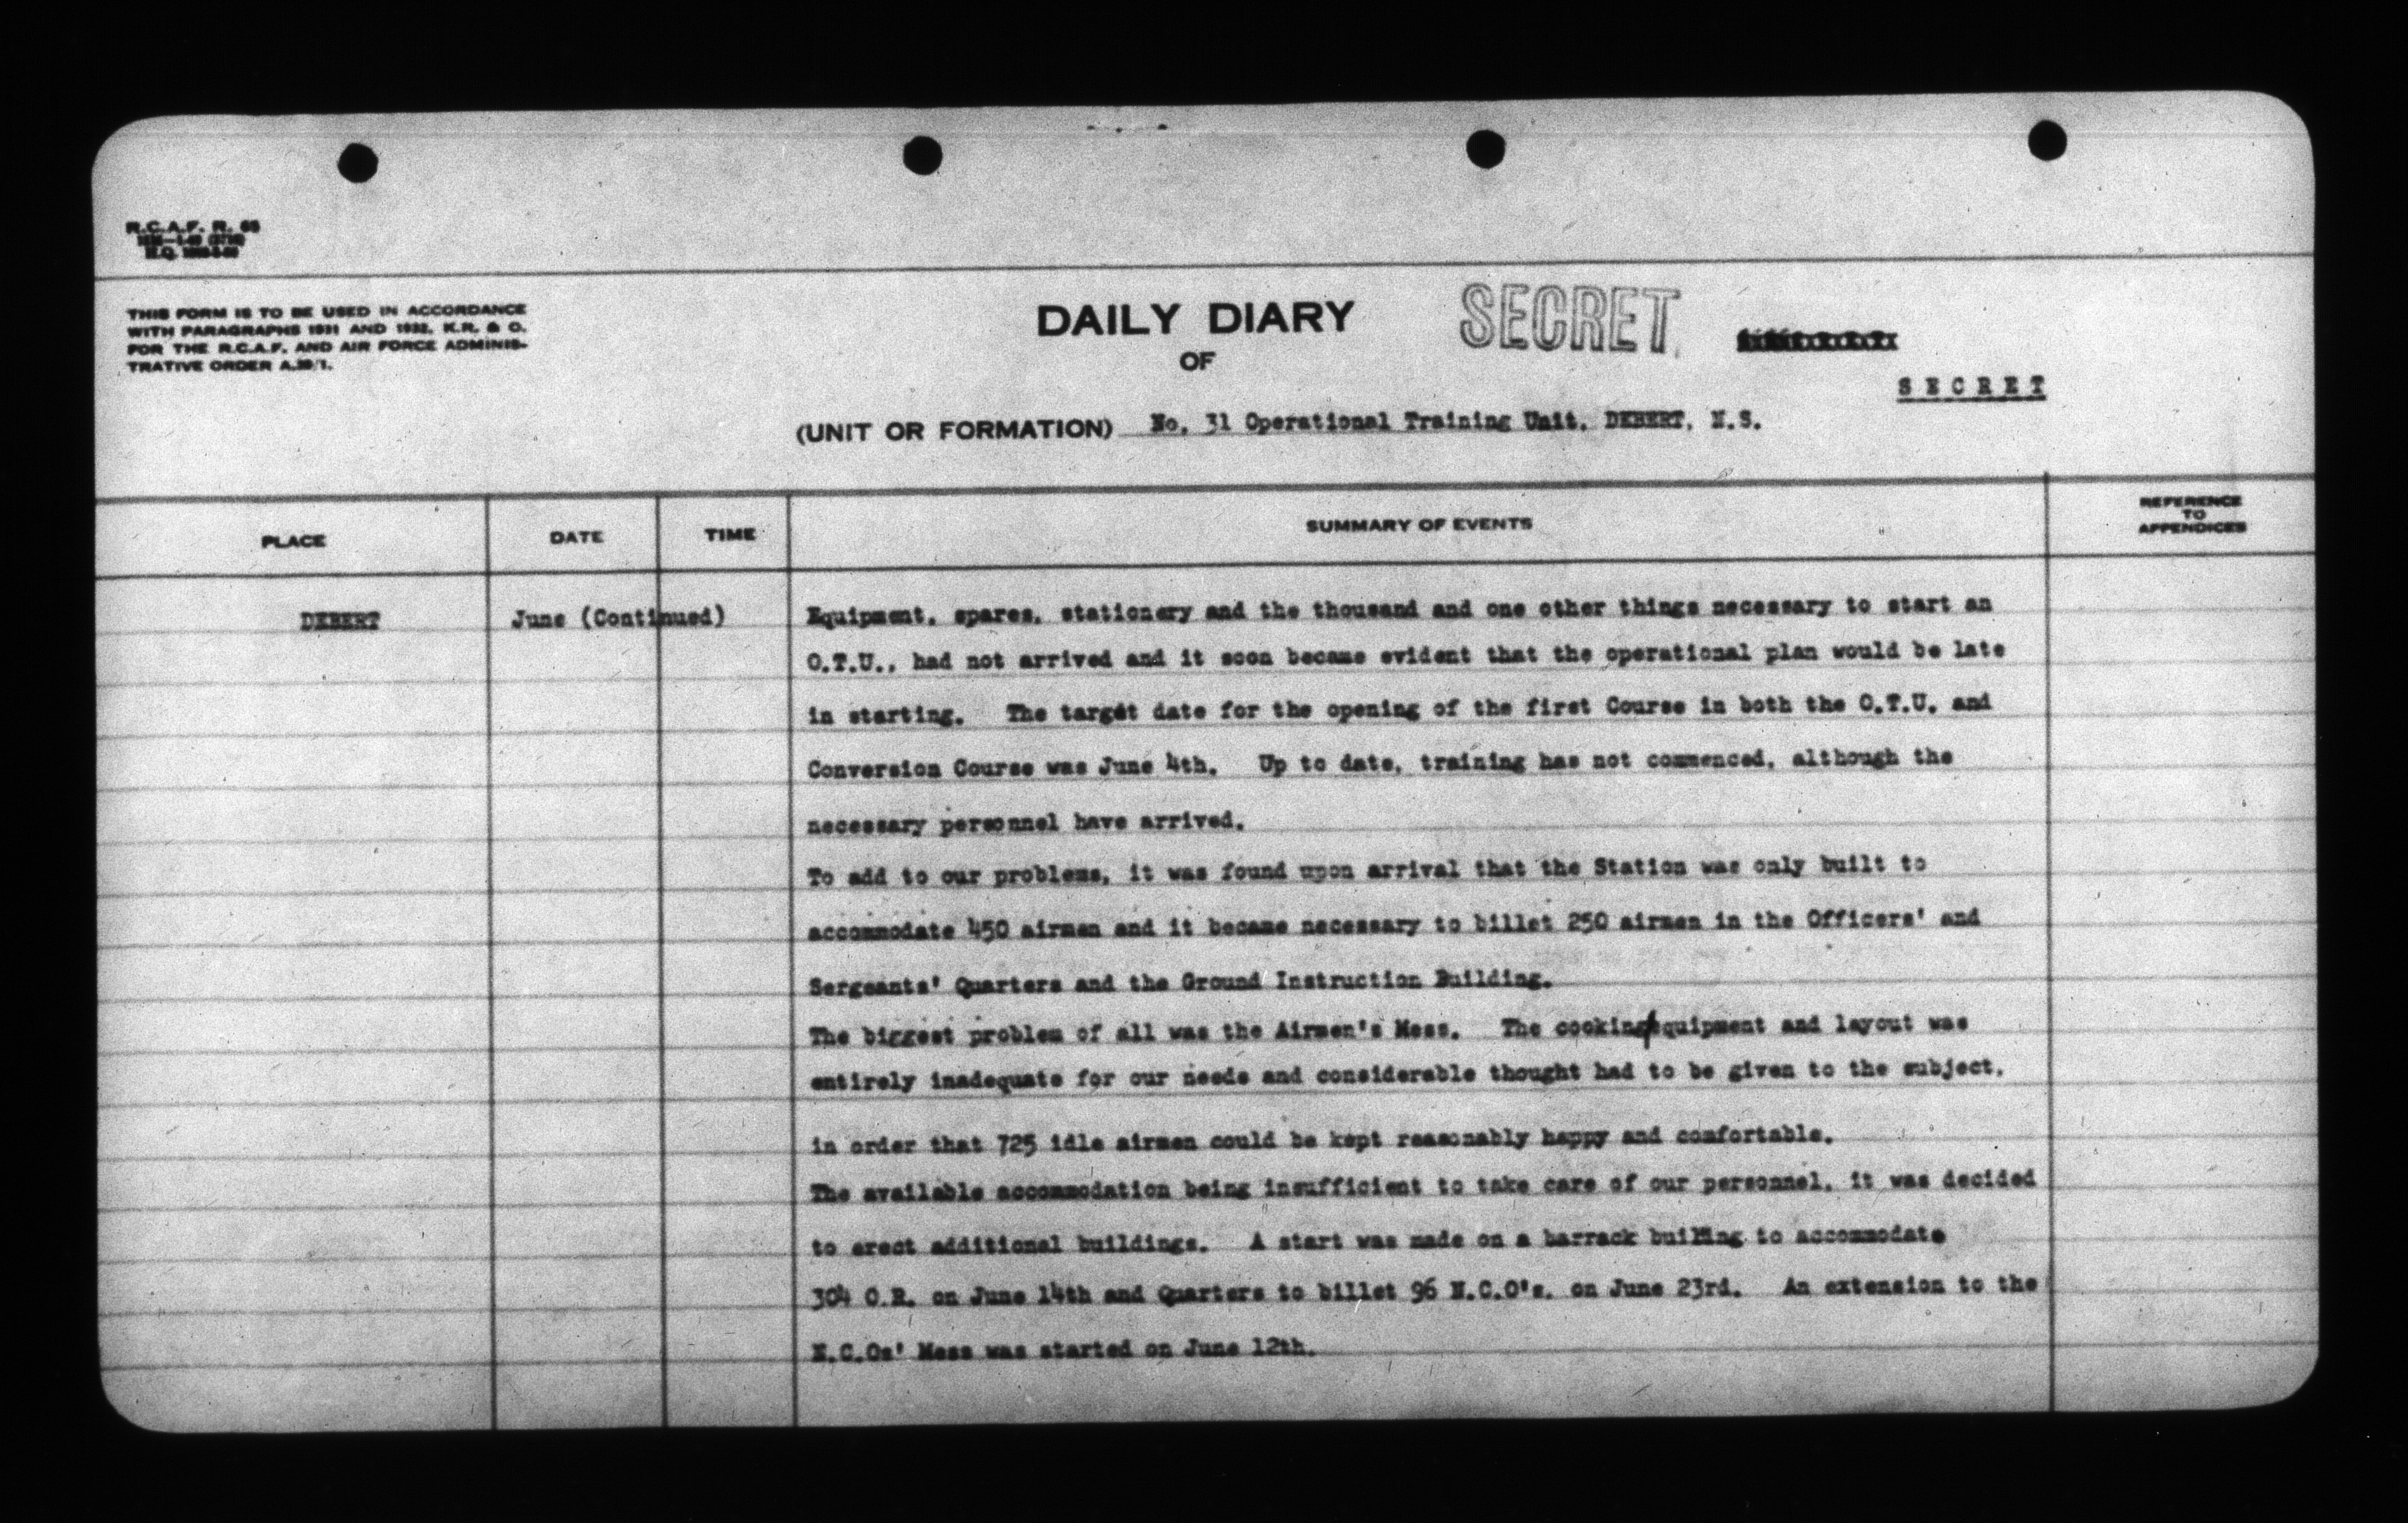 R.C.A.F. R. 65
THIS FORM IS TO BE USED IN ACCORDANCE
WITH PARAGRAPHS 1931 AND 1932, K.R. & O.
FOR THE R.C.A.F. AND AIR FORCE ADMINIS-
TRATIVE ORDER A.
DAILY DIARY
OF
SECRET
SECRET
(UNIT OR FORMATION) No. 31 Operational Training Unit, DEBERT, N.S.
PLACE DATE TIME SUMMARY OF EVENTS REFERENCE TO APPENDICES
DEBERT June (Continued) Equipment, spares, stationery and the thousand and one other things necessary to start an
O.T.U., had not arrived and it soon became evident that the operational plan would be late
in starting. The target date for the opening of the first Course in both the O.T.U. and
Conversion Course was June 4th. Up to date, training has not commenced, although the
necessary personnel have arrived.
To add to our problems, it was found upon arrival that the Station was only built to
accommodate 450 airmen and it became necessary to billet 250 airmen in the Officers' and
Sergeants' Quarters and the Ground Instruction Building.
The biggest problem of all was the Airmen's Mess. The cooking/equipment and layout was
entirely inadequate for our needs and considerable thought had to be given to the subject,
in order that 725 idle airmen could be kept reasonably happy and comfortable.
The available accommodation being insufficient to take care of our personnel, it was decided
to erect additional buildings. A start was made on a barrack builing to accommodate
304 O.R. on June 14th and Quarters to billet 96 N.C.O's. on June 23rd. An extension to the
N.C.Os' Mess was started on June 12th.